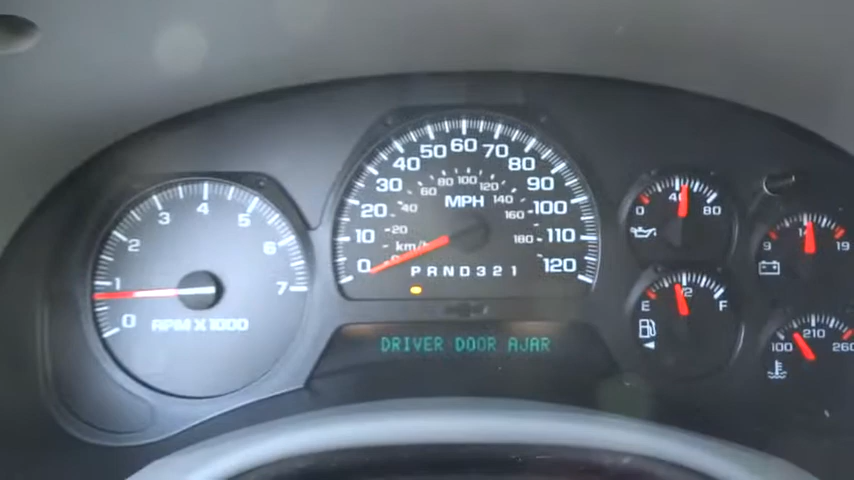 0 1 2 3 4 5 6 7
RPM X 1000
0 10 20 30 40 50 60 70 80 90 100 110 120
20 40 60 80 100 120 140 160 180
MPH
km/h
PRND321
DRIVER DOOR AJAR
0 40 80
E 1/2 F
9 14 19
100 210 260